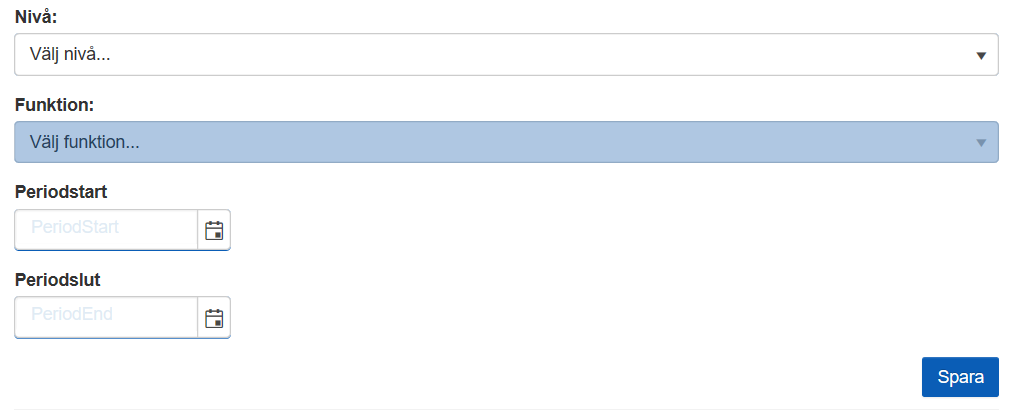 Nivå:
Välj nivå...
Funktion:
Välj funktion...
Periodstart
PeriodStart
Periodslut
PeriodEnd
Spara